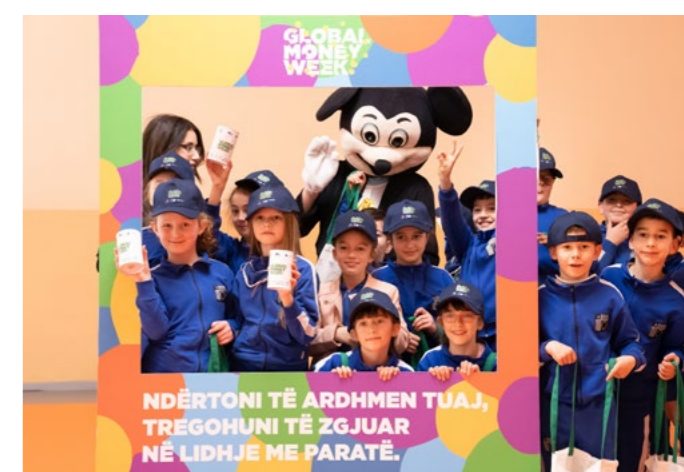 GLOBAL
MONEY
WEEK
NDËRTONI TË ARDHMEN TUAJ,
TREGOHUNI TË ZGJUAR
NË LIDHJE ME PARATË.